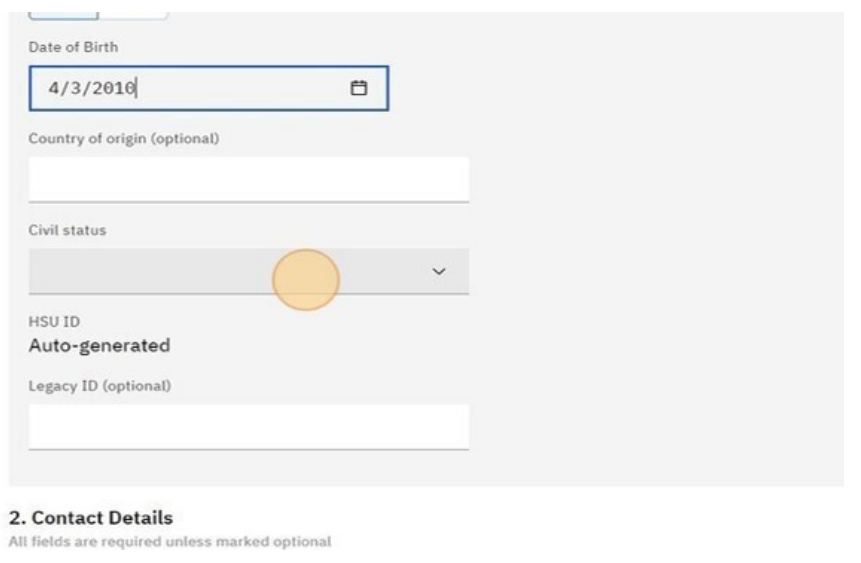 Date of Birth
4/3/2010
Country of origin (optional)
Civil status
HSU ID
Auto-generated
Legacy ID (optional)
2. Contact Details
All fields are required unless marked optional